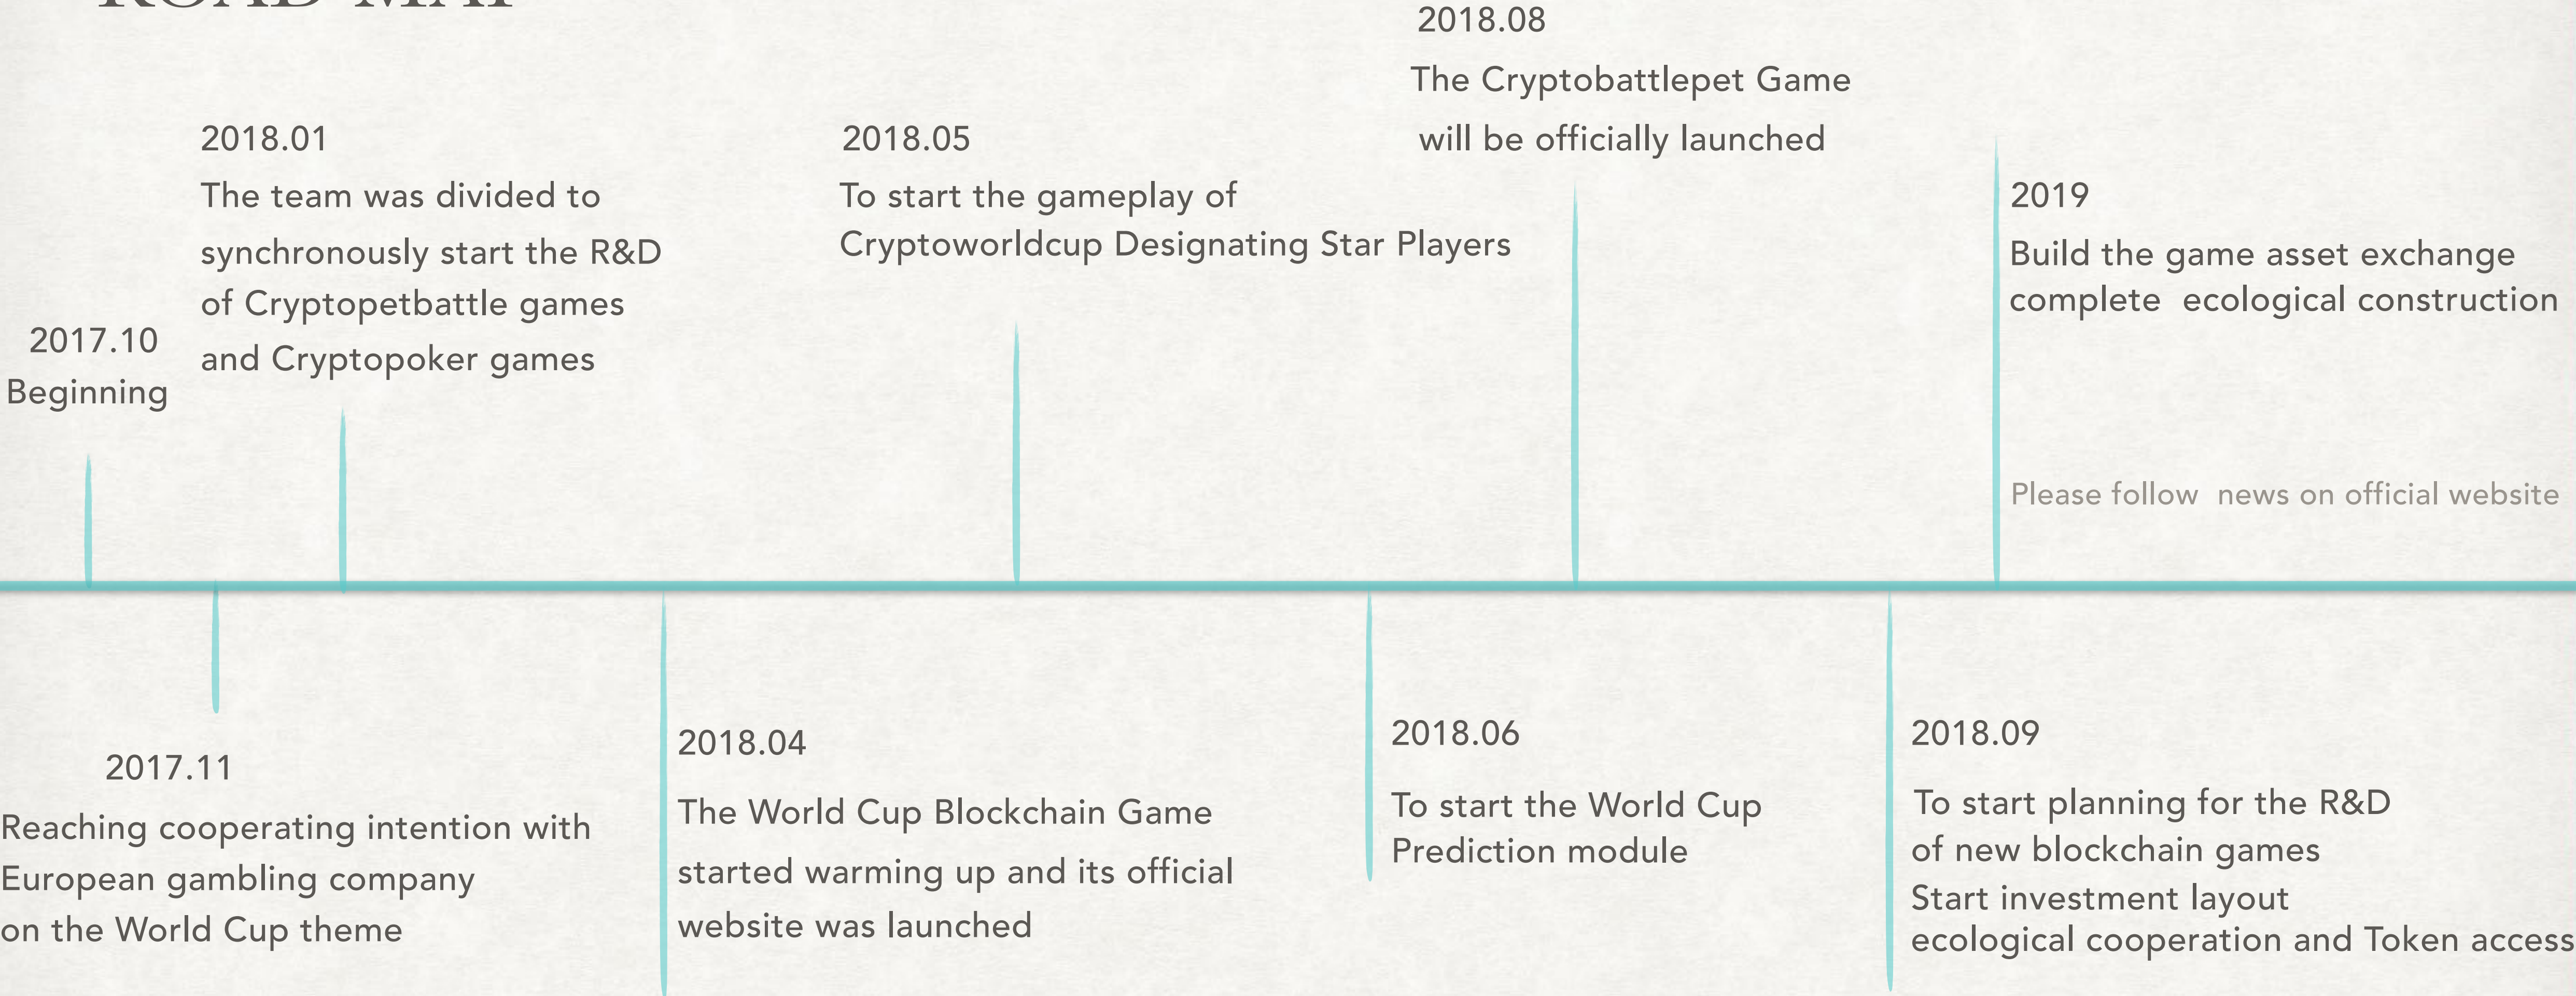 ROAD MAP
2017.10
Beginning
2018.01
The team was divided to
synchronously start the R&D
of Cryptopetbattle games
and Cryptopoker games
2018.05
To start the gameplay of
Cryptoworldcup Designating Star Players
2018.08
The Cryptobattlepet Game
will be officially launched
2019
Build the game asset exchange
complete  ecological construction
Please follow  news on official website
2017.11
Reaching cooperating intention with
European gambling company
on the World Cup theme
2018.04
The World Cup Blockchain Game
started warming up and its official
website was launched
2018.06
To start the World Cup
Prediction module
2018.09
To start planning for the R&D
of new blockchain games
Start investment layout
ecological cooperation and Token access